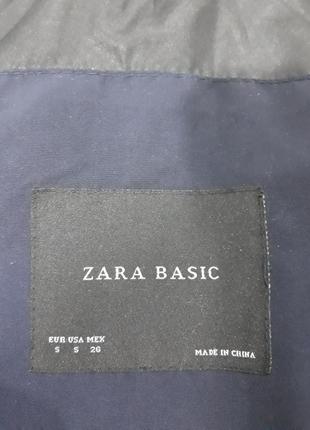 ZARA BASIC
EUR USA MEX
S S 26
MADE IN CHINA